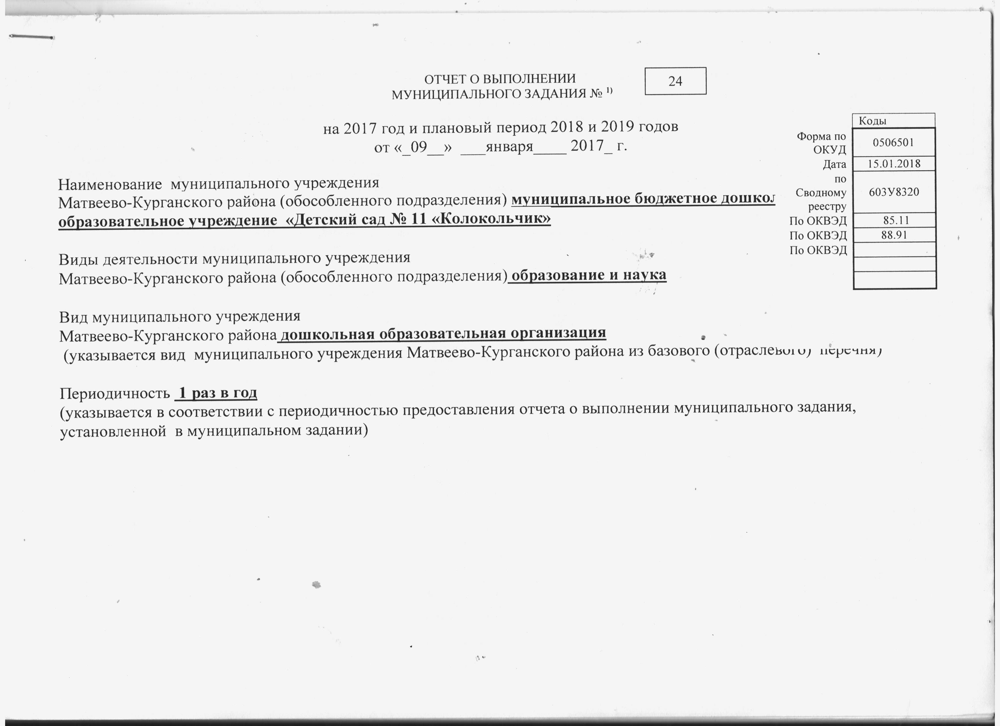 ОТЧЕТ О ВЫПОЛНЕНИИ
МУНИЦИПАЛЬНОГО ЗАДАНИЯ № ¹⁾
24
на 2017 год и плановый период 2018 и 2019 годов
от «_09__» ___января____ 2017_ г.
Коды
Форма по ОКУД 0506501
Дата 15.01.2018
по Сводному реестру 603У8320
По ОКВЭД 85.11
По ОКВЭД 88.91
По ОКВЭД
Наименование муниципального учреждения
Матвеево-Курганского района (обособленного подразделения) муниципальное бюджетное дошкол
образовательное учреждение «Детский сад № 11 «Колокольчик»
Виды деятельности муниципального учреждения
Матвеево-Курганского района (обособленного подразделения) образование и наука
Вид муниципального учреждения
Матвеево-Курганского района дошкольная образовательная организация
(указывается вид муниципального учреждения Матвеево-Курганского района из базового (отраслевого) перечня)
Периодичность 1 раз в год
(указывается в соответствии с периодичностью предоставления отчета о выполнении муниципального задания,
установленной в муниципальном задании)